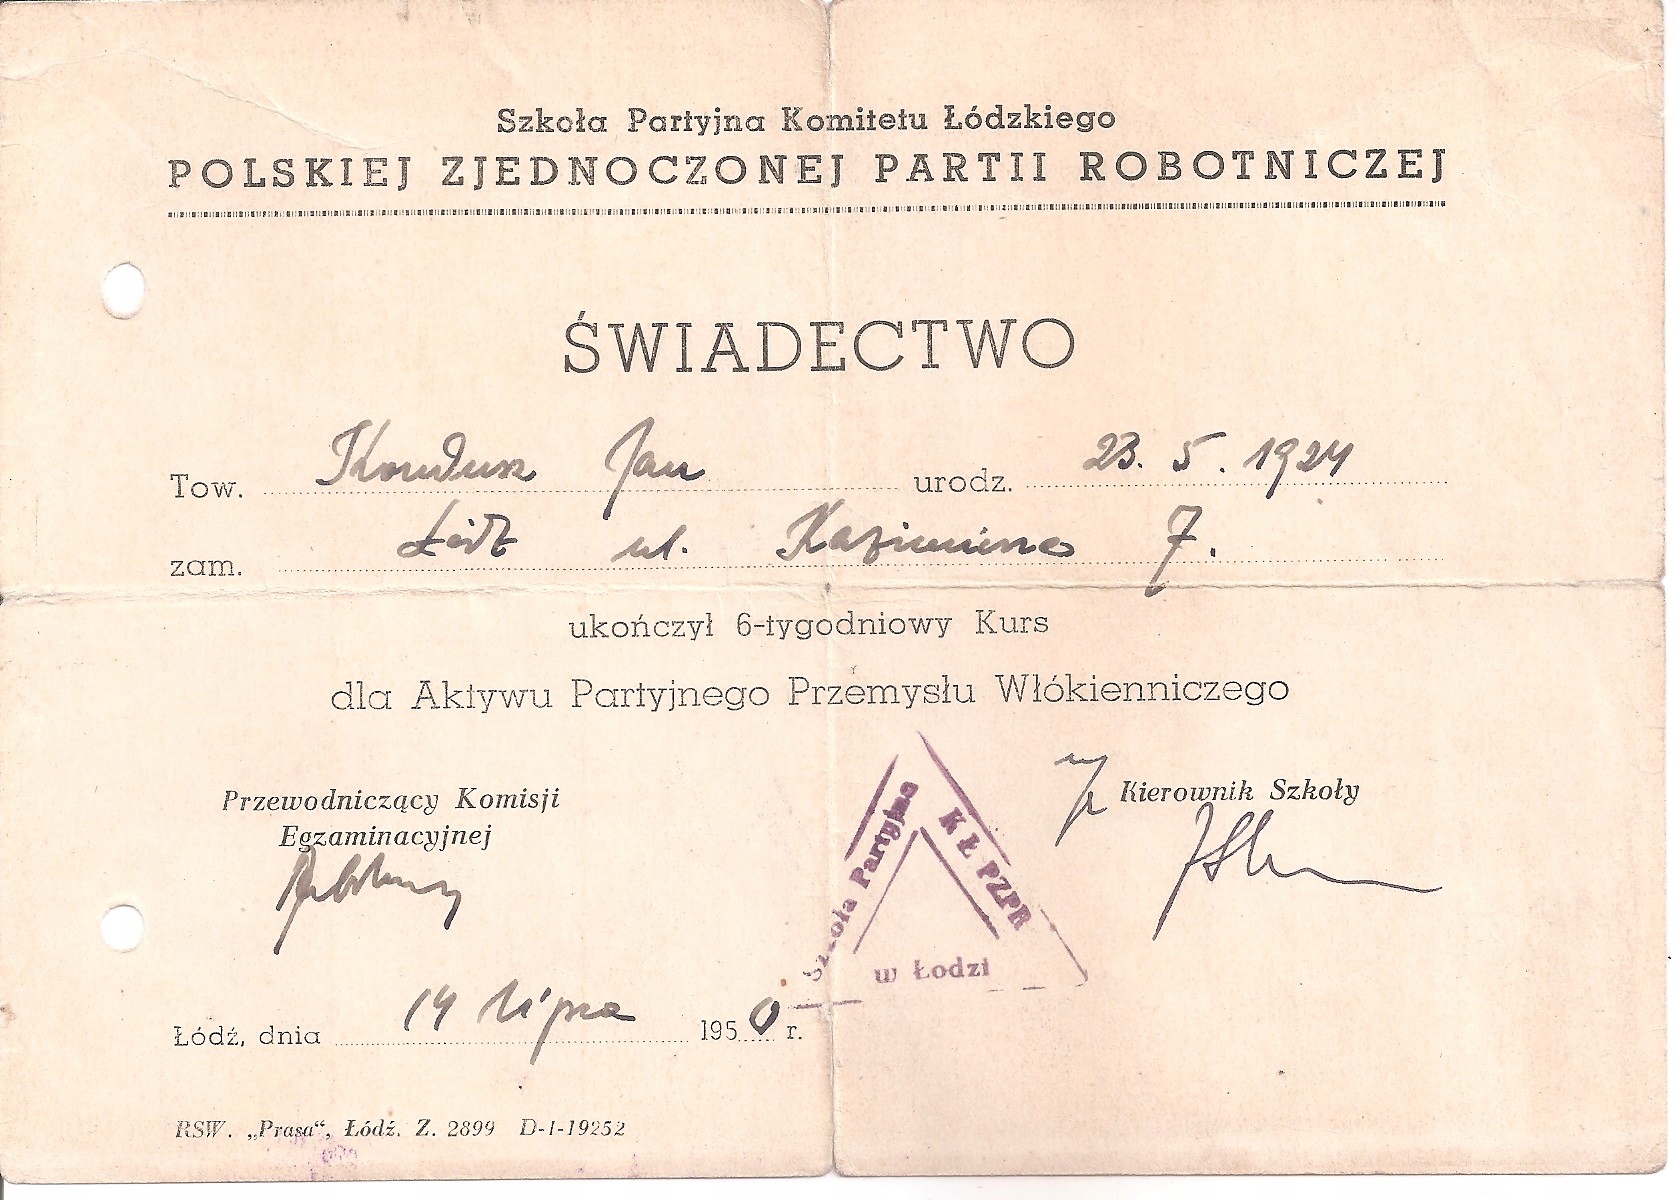 Szkoła Partyjna Komitetu Łódzkiego
POLSKIEJ ZJEDNOCZONEJ PARTII ROBOTNICZEJ
ŚWIADECTWO
Tow. Jan urodz. 23. 5. 1924
zam. Łódź ul. Kazimierza 7.
ukończył 6-tygodniowy Kurs
dla Aktywu Partyjnego Przemysłu Włókienniczego
Przewodniczący Komisji
Egzaminacyjnej
Szkoła Partyjna
KŁ PZPR
w Łodzi
Kierownik Szkoły
Łódź, dnia 14 lipca 1950 r.
RSW. „Prasa“, Łódź. Z. 2899 D-1-19252